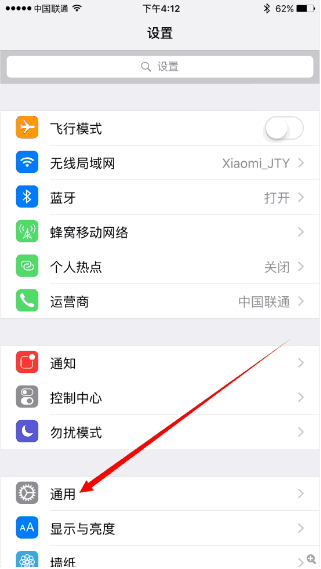 ●●●●● 中国联通 下午4:12 62%
设置
设置
飞行模式
无线局域网 Xiaomi_JTY
蓝牙 打开
蜂窝移动网络
个人热点 关闭
运营商 中国联通
通知
控制中心
勿扰模式
通用
AA 显示与亮度
墙纸